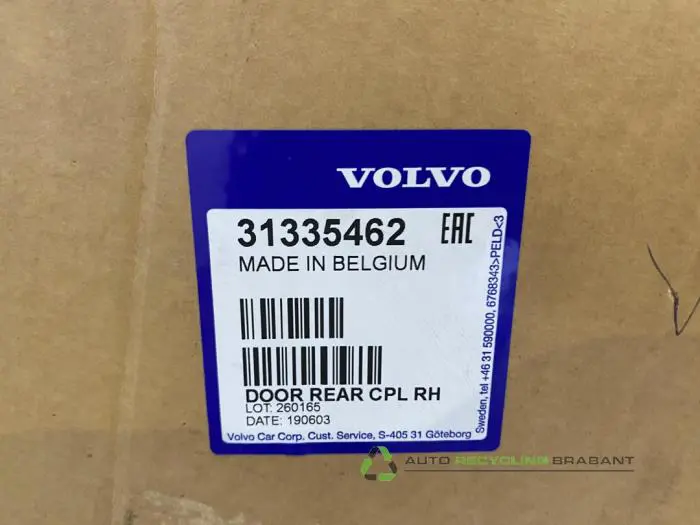 VOLVO
31335462
EAC
MADE IN BELGIUM
DOOR REAR CPL RH
LOT: 260165
DATE: 190603
Volvo Car Corp. Cust. Service, S-405 31 Göteborg
Sweden, tel +46 31 590000, 6768343>PELD<3
AUTO RECYCLING BRABANT